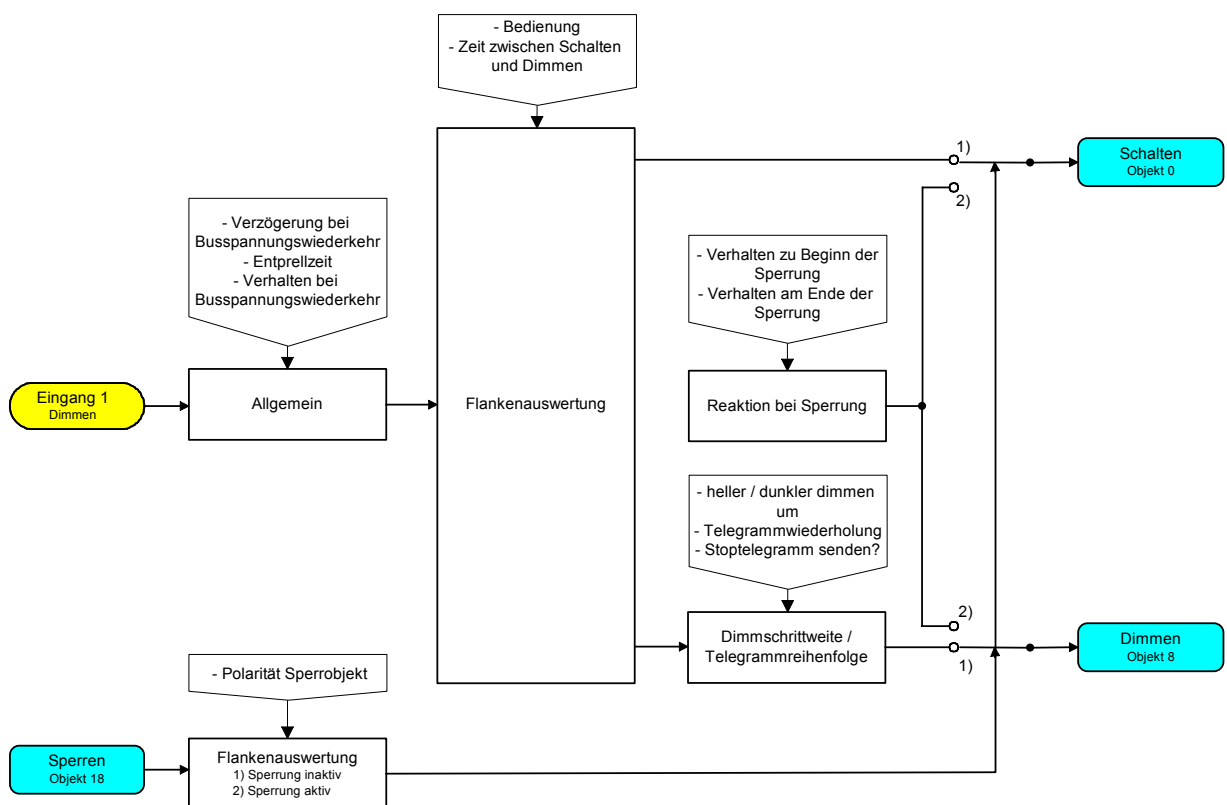 - Bedienung
- Zeit zwischen Schalten
und Dimmen
1)
Schalten
Objekt 0
2)
- Verzögerung bei
Busspannungswiederkehr
- Entprellzeit
- Verhalten bei
Busspannungswiederkehr
- Verhalten zu Beginn der
Sperrung
- Verhalten am Ende der
Sperrung
Eingang 1
Dimmen
Allgemein
Flankenauswertung
Reaktion bei Sperrung
- heller / dunkler dimmen
um
- Telegrammwiederholung
- Stoptelegramm senden?
2)
Dimmschrittweite /
Telegrammreihenfolge
1)
Dimmen
Objekt 8
- Polarität Sperrobjekt
Sperren
Objekt 18
Flankenauswertung
1) Sperrung inaktiv
2) Sperrung aktiv